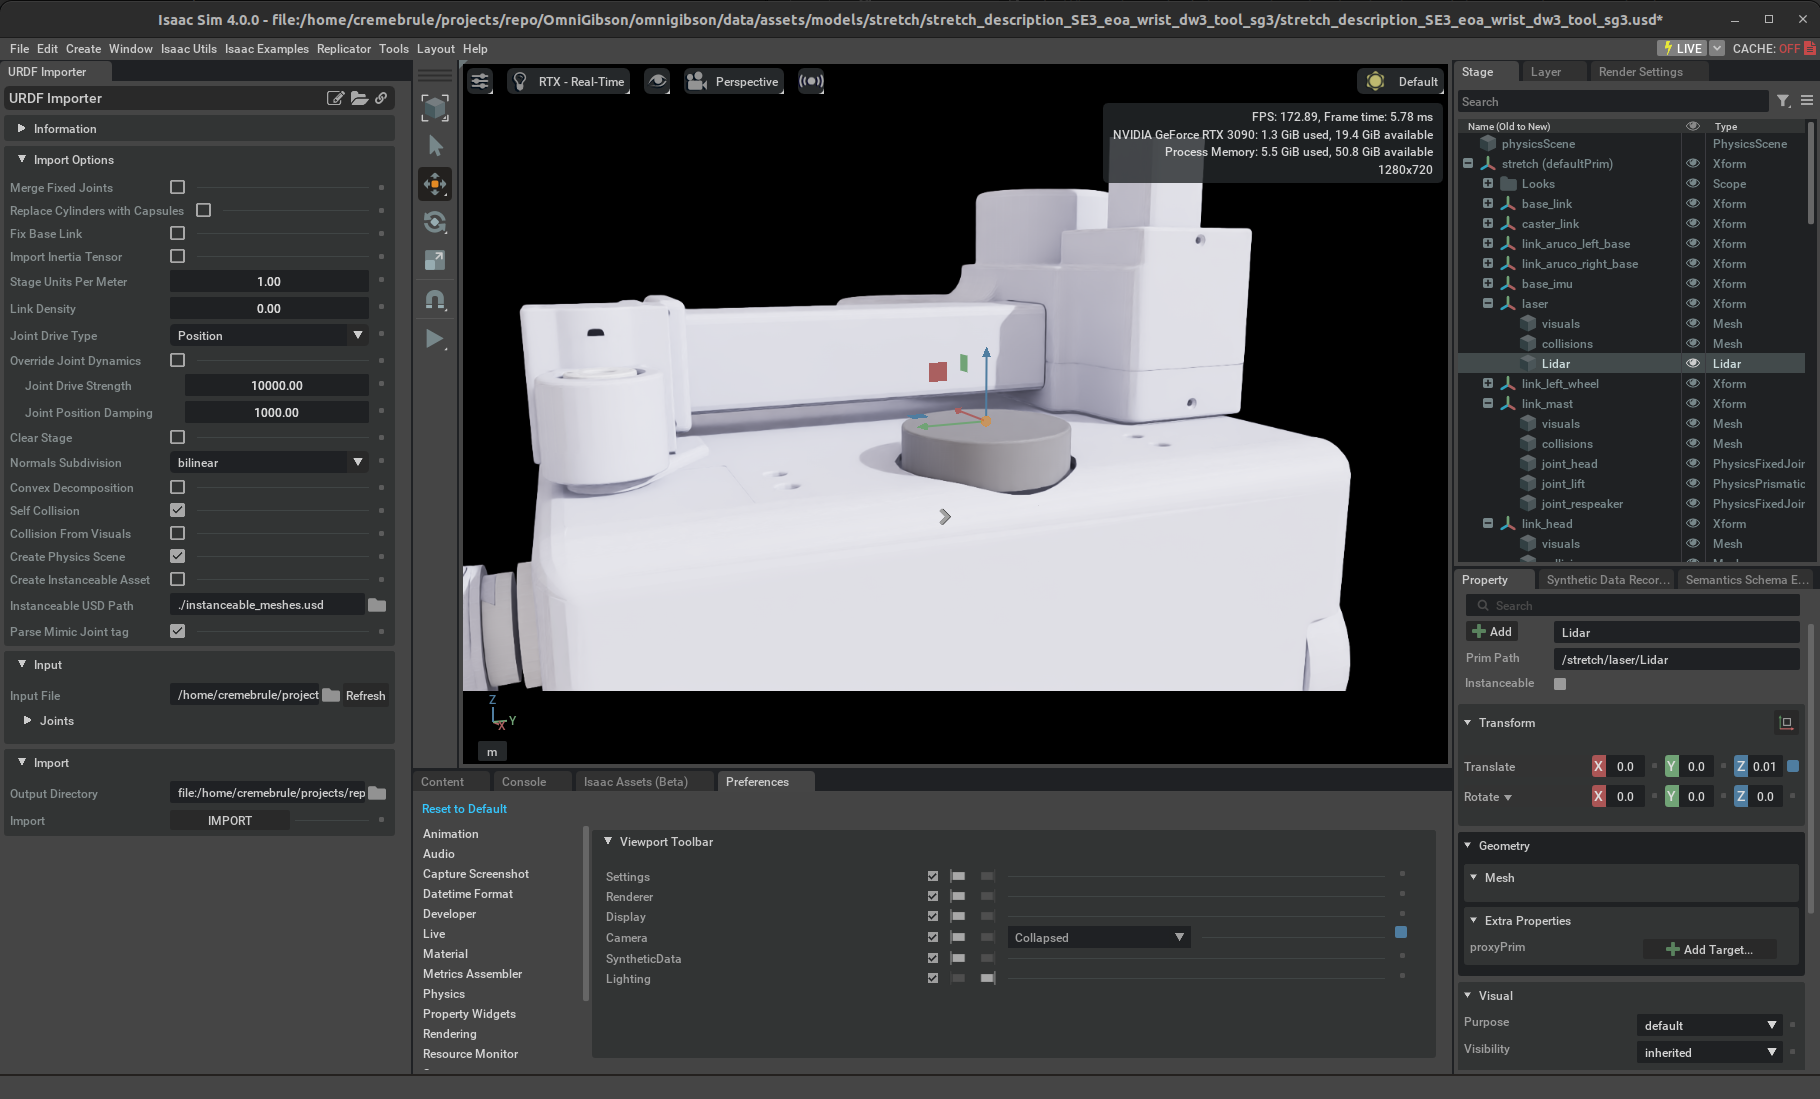 Isaac Sim 4.0.0 - file:/home/cremebrule/projects/repo/OmniGibson/omnigibson/data/assets/models/stretch/stretch_description_SE3_eoa_wrist_dw3_tool_sg3/stretch_description_SE3_eoa_wrist_dw3_tool_sg3.usd*
File Edit Create Window Isaac Utils Isaac Examples Replicator Tools Layout Help
LIVE CACHE: OFF
URDF Importer
URDF Importer
Information
Import Options
Merge Fixed Joints
Replace Cylinders with Capsules
Fix Base Link
Import Inertia Tensor
Stage Units Per Meter 1.00
Link Density 0.00
Joint Drive Type Position
Override Joint Dynamics
Joint Drive Strength 10000.00
Joint Position Damping 1000.00
Clear Stage
Normals Subdivision bilinear
Convex Decomposition
Self Collision
Collision From Visuals
Create Physics Scene
Create Instanceable Asset
Instanceable USD Path ./instanceable_meshes.usd
Parse Mimic Joint tag
Input
Input File /home/cremebrule/project Refresh
Joints
Import
Output Directory file:/home/cremebrule/projects/rep
Import IMPORT
RTX - Real-Time Perspective Default
FPS: 172.89, Frame time: 5.78 ms
NVIDIA GeForce RTX 3090: 1.3 GiB used, 19.4 GiB available
Process Memory: 5.5 GiB used, 50.8 GiB available
1280x720
Z
Y
X
m
Content Console Isaac Assets (Beta) Preferences
Reset to Default
Animation
Audio
Capture Screenshot
Datetime Format
Developer
Live
Material
Metrics Assembler
Physics
Property Widgets
Rendering
Resource Monitor
Viewport Toolbar
Settings
Renderer
Display
Camera Collapsed
SyntheticData
Lighting
Stage Layer Render Settings
Search
Name (Old to New) Type
physicsScene PhysicsScene
stretch (defaultPrim) Xform
Looks Scope
base_link Xform
caster_link Xform
link_aruco_left_base Xform
link_aruco_right_base Xform
base_imu Xform
laser Xform
visuals Mesh
collisions Mesh
Lidar Lidar
link_left_wheel Xform
link_mast Xform
visuals Mesh
collisions Mesh
joint_head PhysicsFixedJoir
joint_lift PhysicsPrismatic
joint_respeaker PhysicsFixedJoir
link_head Xform
visuals Mesh
Property Synthetic Data Recor... Semantics Schema E...
Search
Add Lidar
Prim Path /stretch/laser/Lidar
Instanceable
Transform
Translate X 0.0 Y 0.0 Z 0.01
Rotate X 0.0 Y 0.0 Z 0.0
Geometry
Mesh
Extra Properties
proxyPrim Add Target...
Visual
Purpose default
Visibility inherited